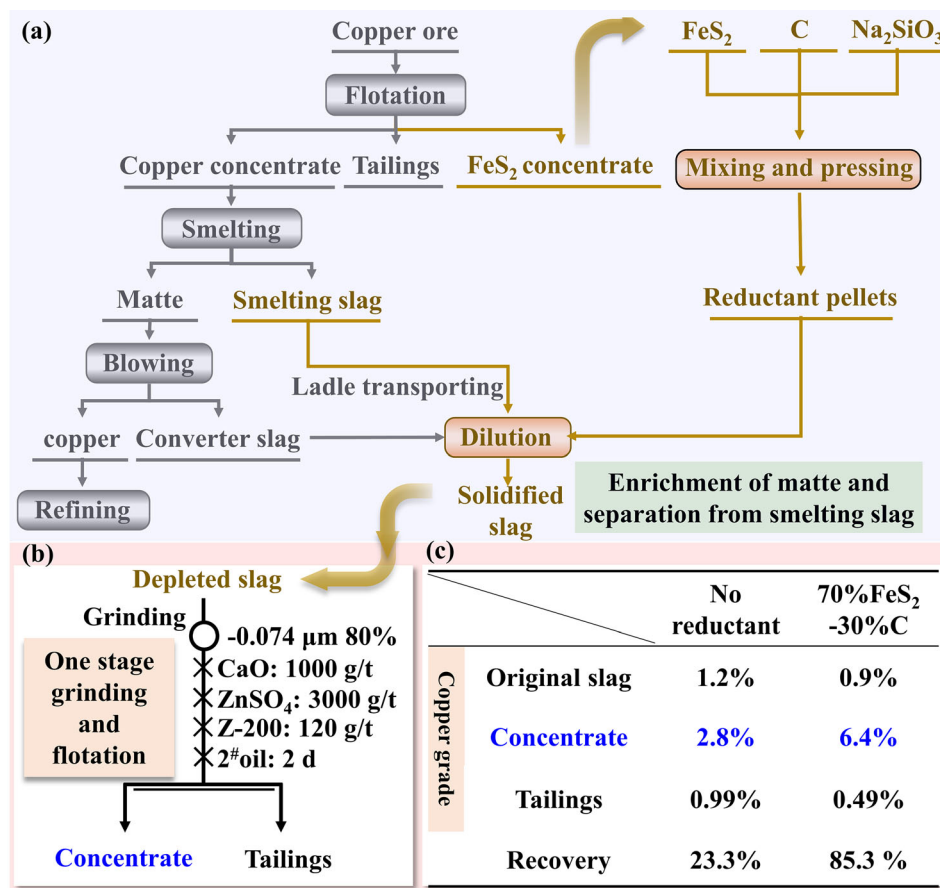 (a)
Copper ore
FeS₂
C
Na₂SiO₃
Flotation
Copper concentrate
Tailings
FeS₂ concentrate
Mixing and pressing
Smelting
Matte
Smelting slag
Reductant pellets
Blowing
Ladle transporting
copper
Converter slag
Dilution
Refining
Solidified
slag
Enrichment of matte and
separation from smelting slag
(b)
Depleted slag
Grinding
-0.074 μm 80%
CaO: 1000 g/t
ZnSO₄: 3000 g/t
Z-200: 120 g/t
2#oil: 2 d
One stage
grinding
and
flotation
Concentrate
Tailings
(c)
No
reductant
70%FeS₂
-30%C
Copper grade
Original slag 1.2% 0.9%
Concentrate 2.8% 6.4%
Tailings 0.99% 0.49%
Recovery 23.3% 85.3 %